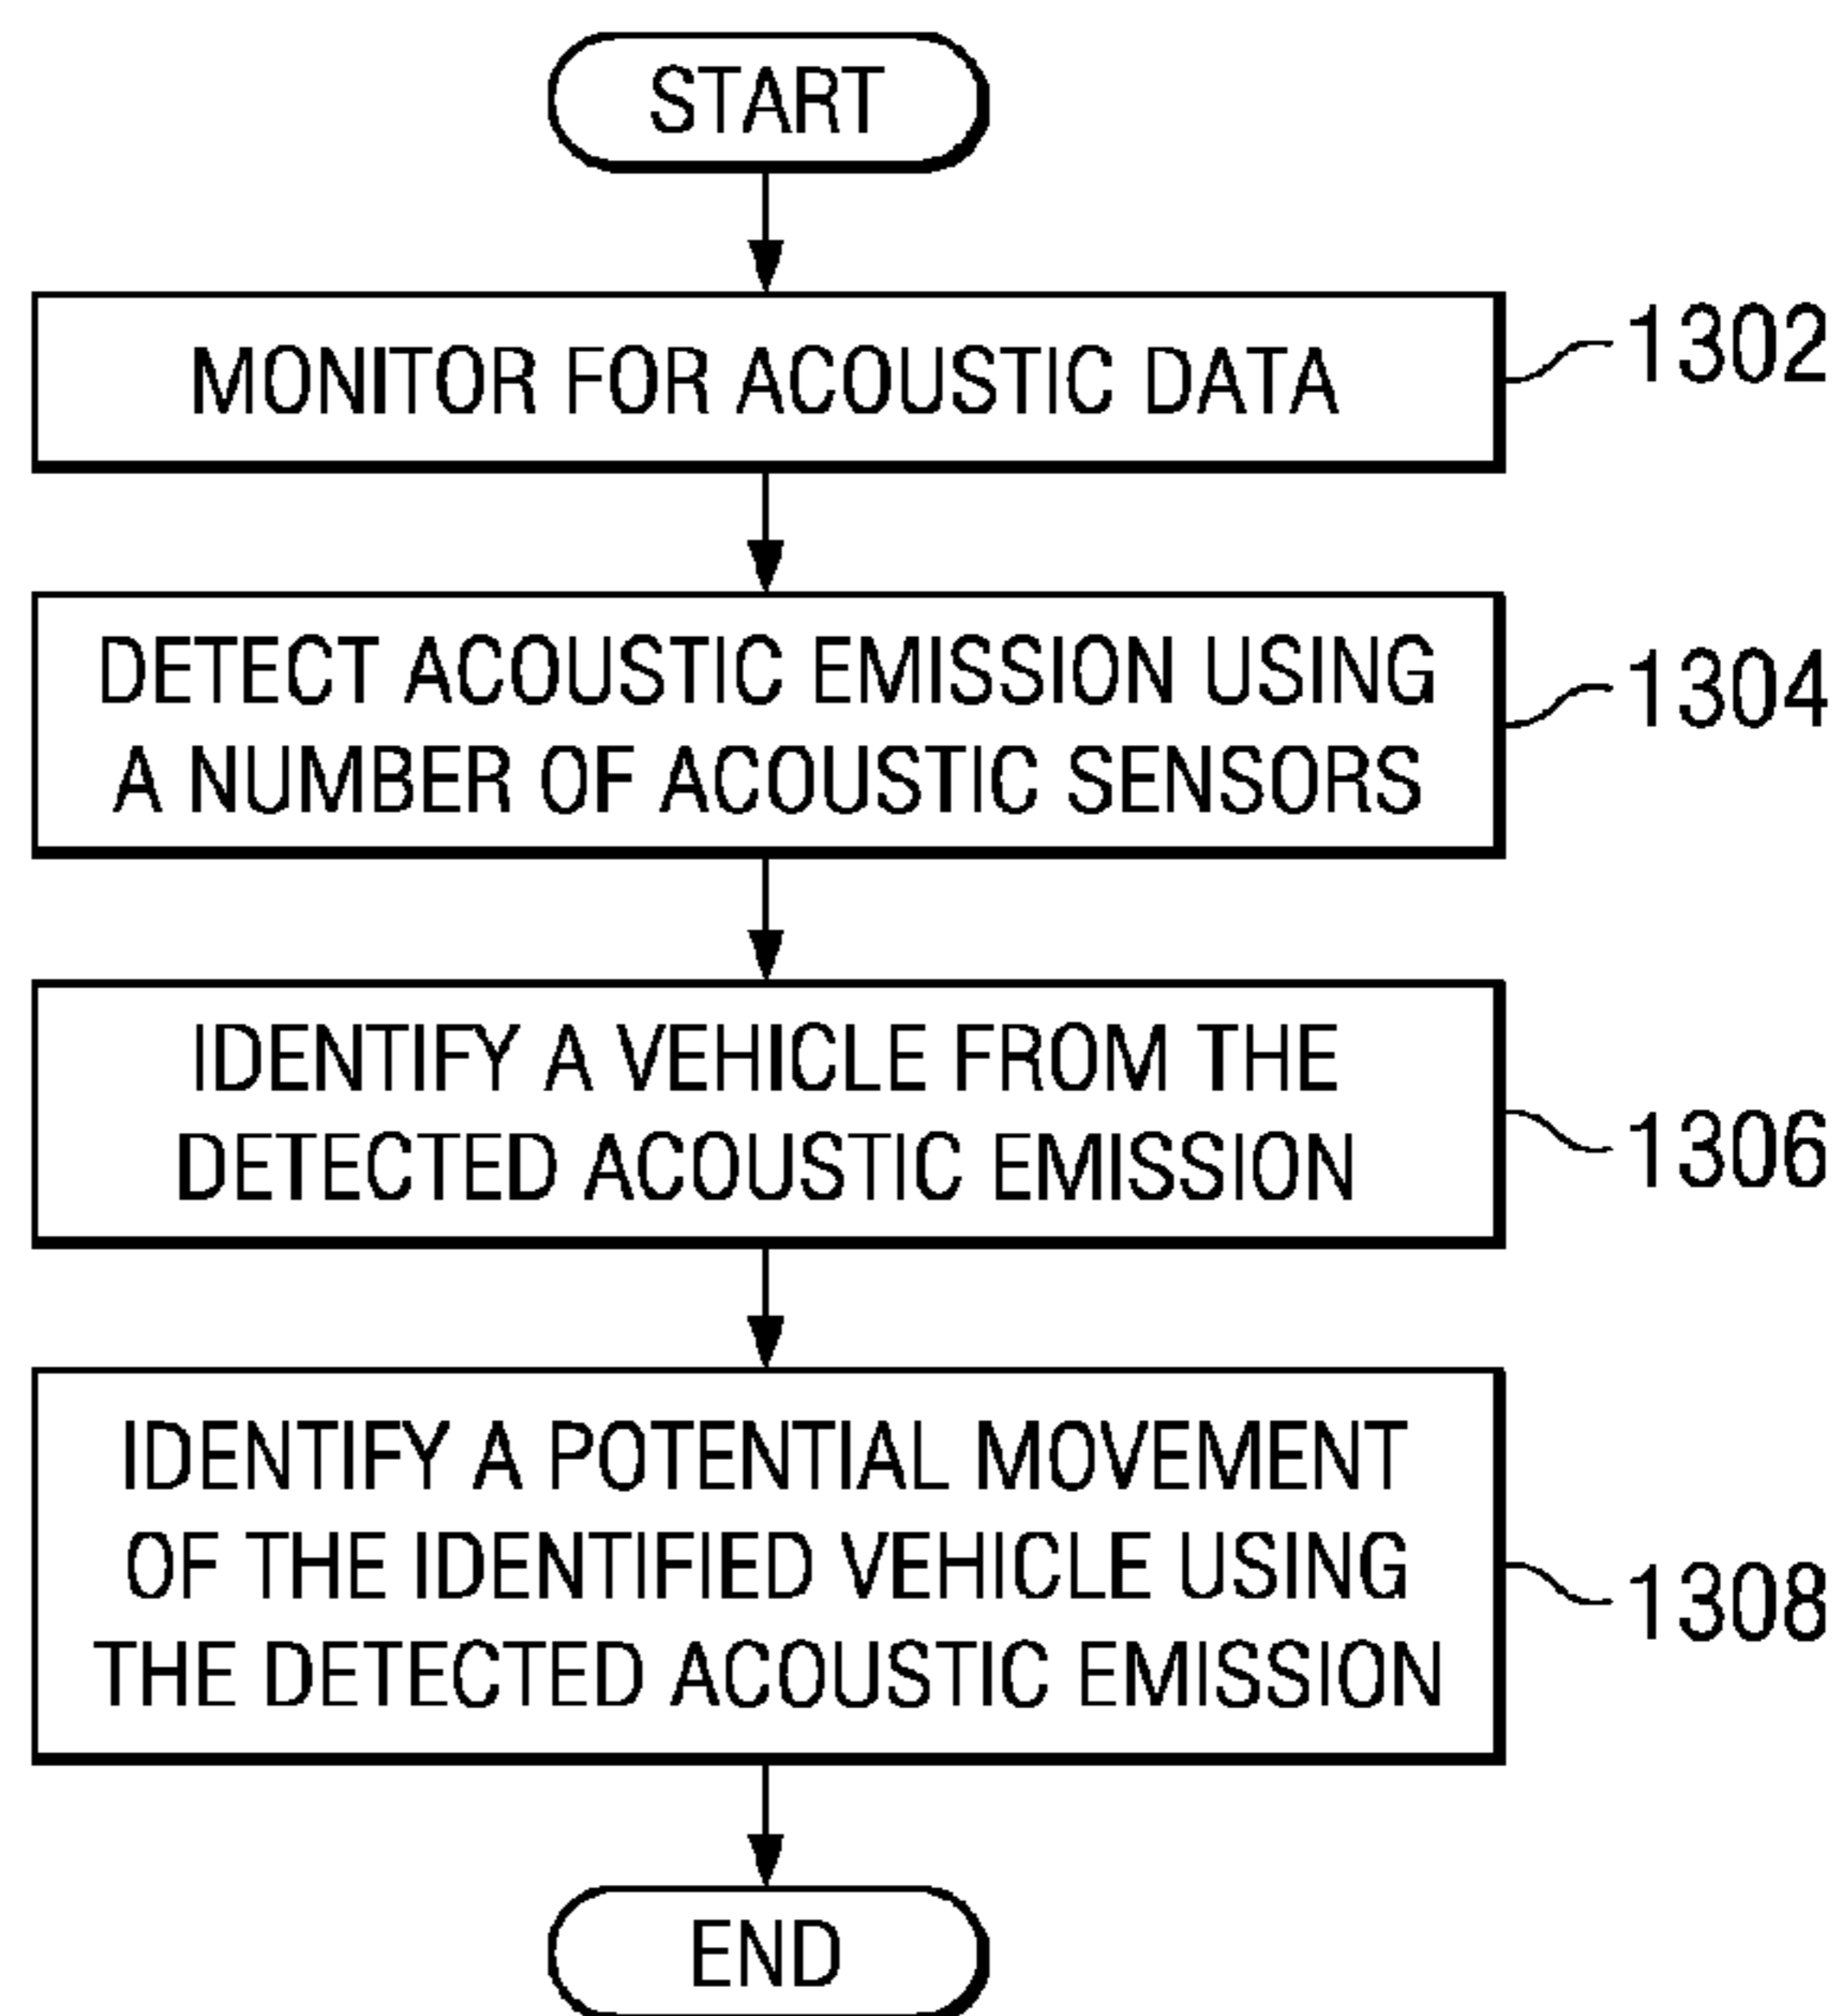 START
MONITOR FOR ACOUSTIC DATA
1302
DETECT ACOUSTIC EMISSION USING
A NUMBER OF ACOUSTIC SENSORS
1304
IDENTIFY A VEHICLE FROM THE
DETECTED ACOUSTIC EMISSION
1306
IDENTIFY A POTENTIAL MOVEMENT
OF THE IDENTIFIED VEHICLE USING
THE DETECTED ACOUSTIC EMISSION
1308
END